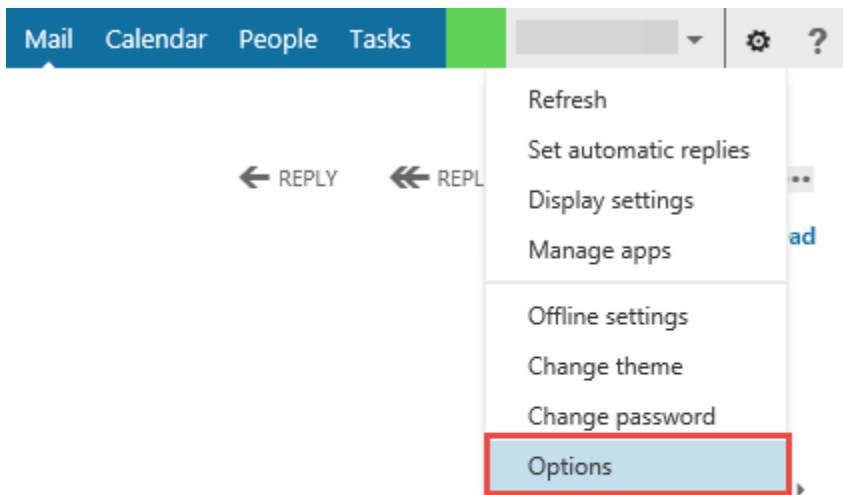 Mail Calendar People Tasks ?
Refresh
Set automatic replies
REPLY REPL
Display settings
ad
Manage apps
Offline settings
Change theme
Change password
Options